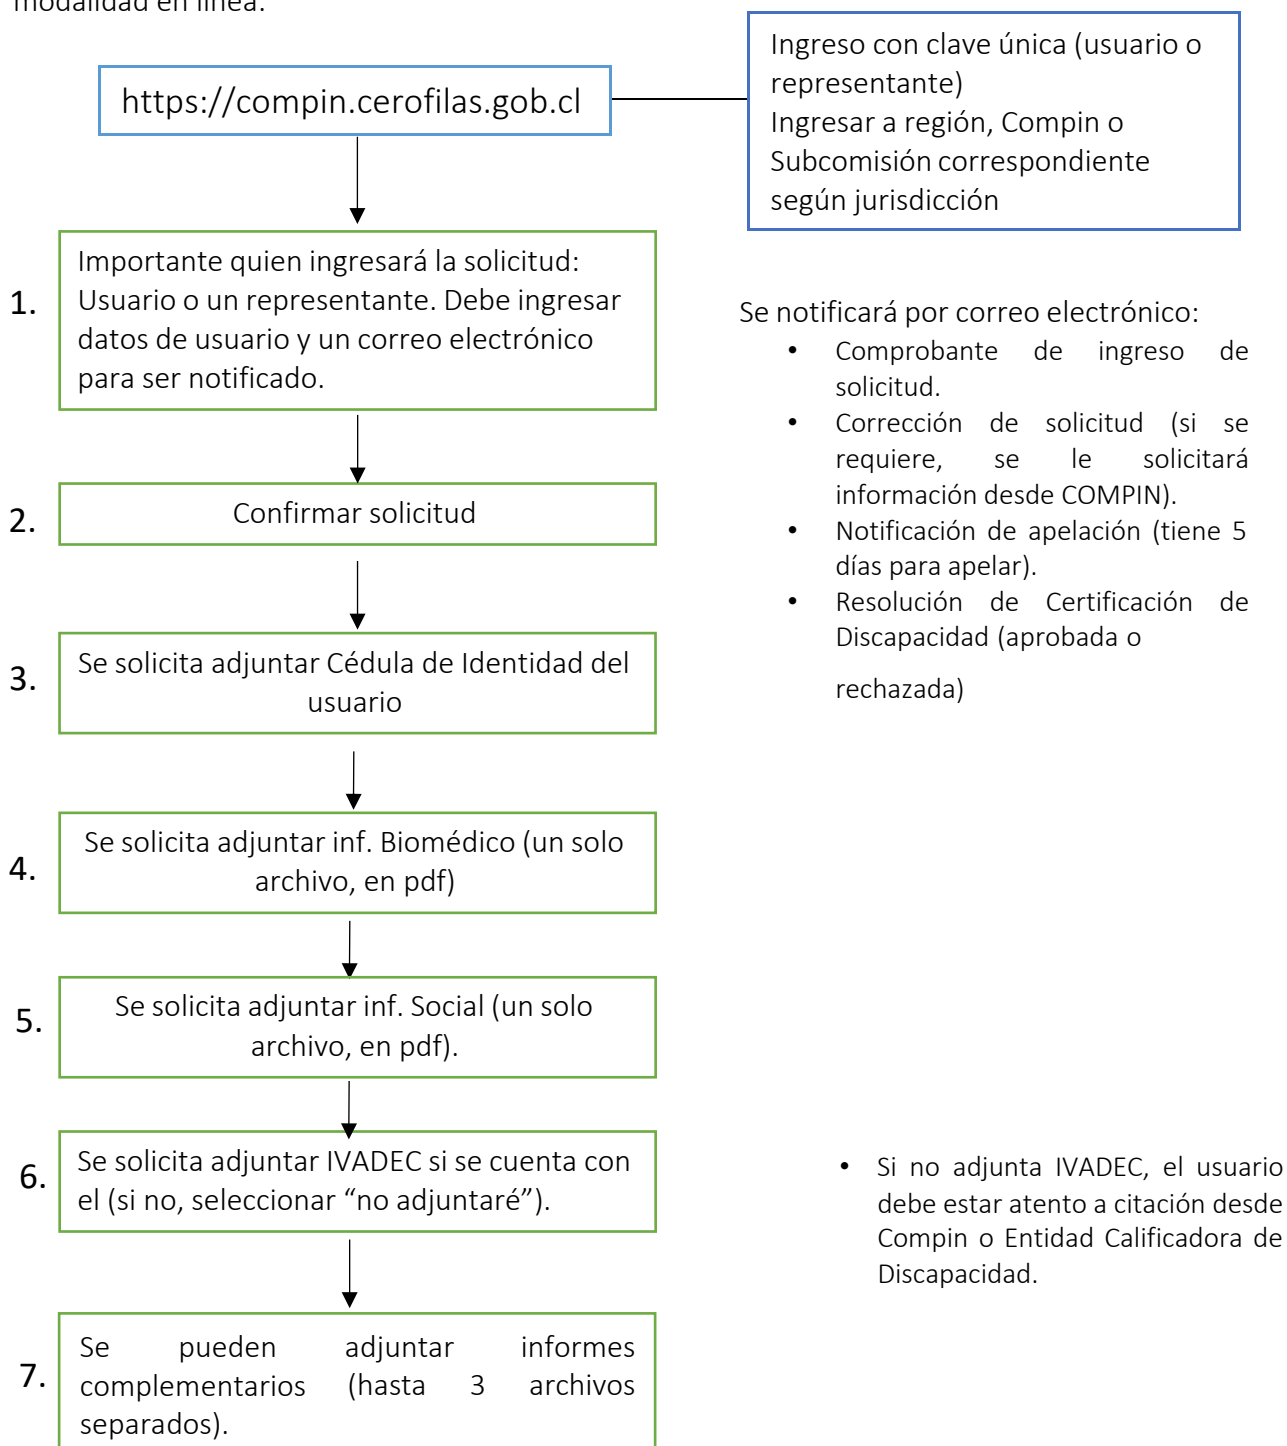 modalidad en línea:
https://compin.cerofilas.gob.cl
Ingreso con clave única (usuario o
representante)
Ingresar a región, Compin o
Subcomisión correspondiente
según jurisdicción
1.
Importante quien ingresará la solicitud:
Usuario o un representante. Debe ingresar
datos de usuario y un correo electrónico
para ser notificado.
Se notificará por correo electrónico:
• Comprobante de ingreso de
solicitud.
• Corrección de solicitud (si se
requiere, se le solicitará
información desde COMPIN).
• Notificación de apelación (tiene 5
días para apelar).
• Resolución de Certificación de
Discapacidad (aprobada o
rechazada)
2.
Confirmar solicitud
3.
Se solicita adjuntar Cédula de Identidad del
usuario
4.
Se solicita adjuntar inf. Biomédico (un solo
archivo, en pdf)
5.
Se solicita adjuntar inf. Social (un solo
archivo, en pdf).
6.
Se solicita adjuntar IVADEC si se cuenta con
el (si no, seleccionar “no adjuntaré”).
• Si no adjunta IVADEC, el usuario
debe estar atento a citación desde
Compin o Entidad Calificadora de
Discapacidad.
7.
Se pueden adjuntar informes
complementarios (hasta 3 archivos
separados).